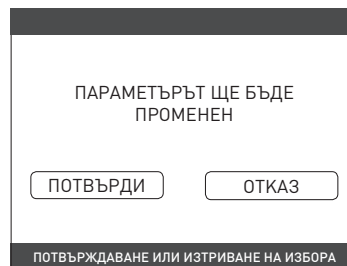 ПАРАМЕТЪРЪТ ЩЕ БЪДЕ
ПРОМЕНЕН
ПОТВЪРДИ
ОТКАЗ
ПОТВЪРЖДАВАНЕ ИЛИ ИЗТРИВАНЕ НА ИЗБОРА